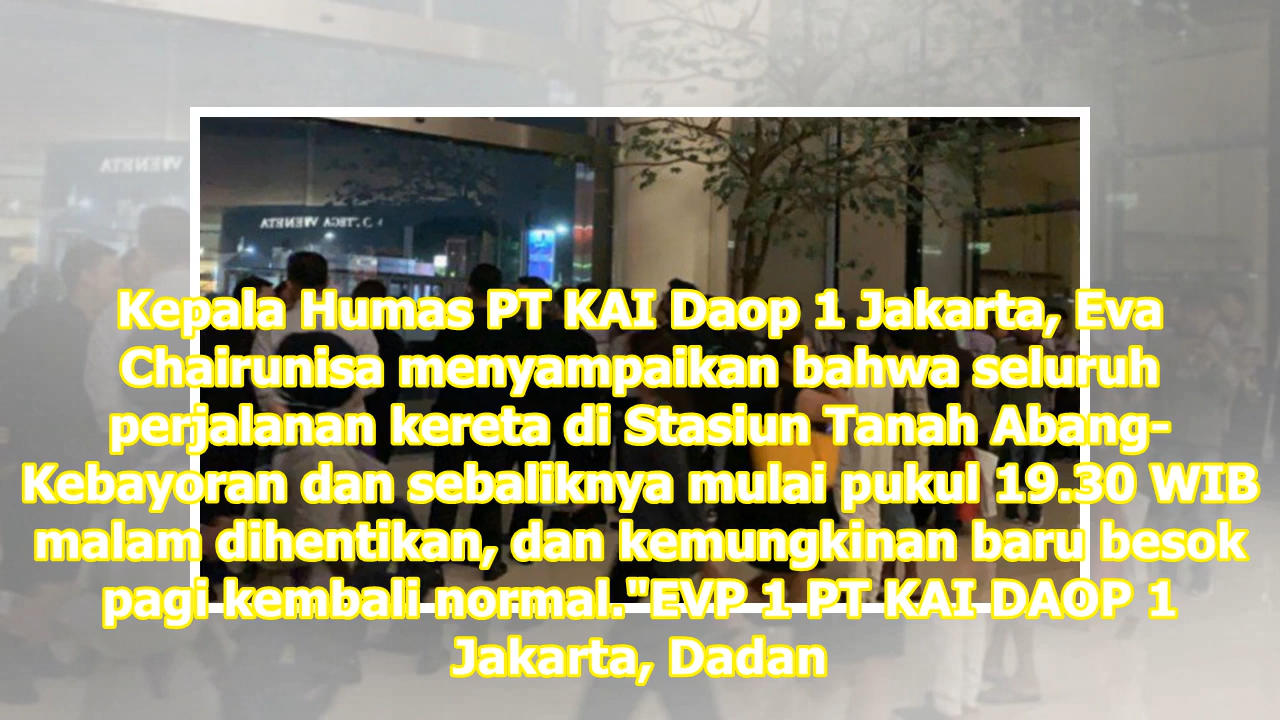 Kepala Humas PT KAI Daop 1 Jakarta, Eva
Chairunisa menyampaikan bahwa seluruh
perjalanan kereta di Stasiun Tanah Abang-
Kebayoran dan sebaliknya mulai pukul 19.30 WIB
malam dihentikan, dan kemungkinan baru besok
pagi kembali normal."EVP 1 PT KAI DAOP 1
Jakarta, Dadan